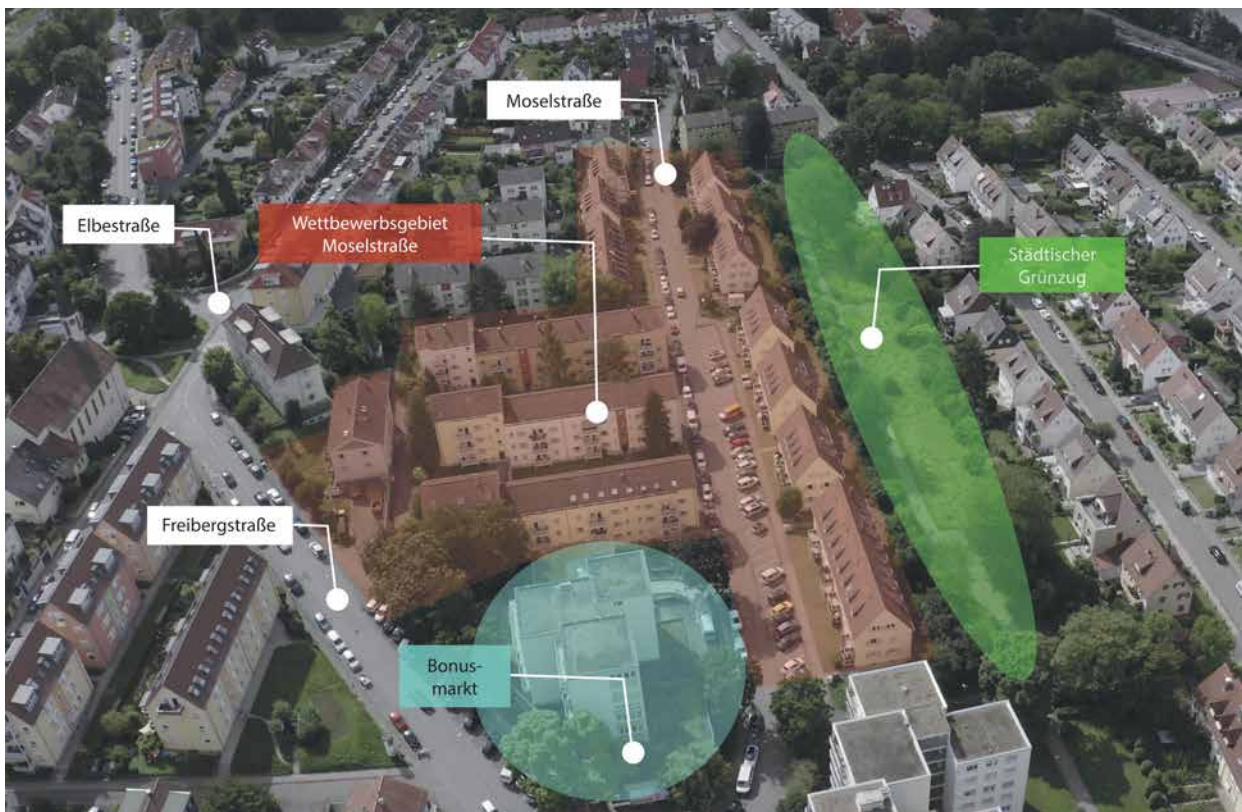 Moselstraße
Elbestraße
Wettbewerbsgebiet
Moselstraße
Städtischer
Grünzug
Freibergstraße
Bonus-
markt